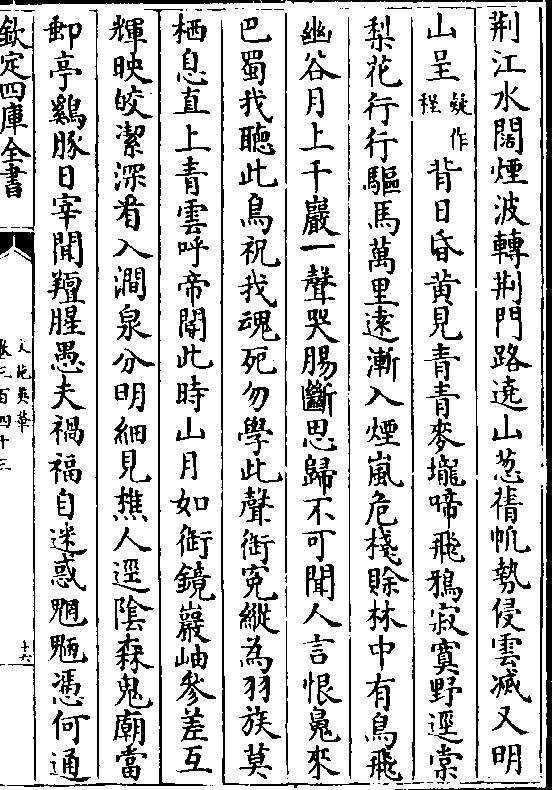 荆江水闊煙波轉荆門路遶山葱蒨㠶勢侵雲滅又明
山呈疑作程背日昏黄見青青麥壠啼飛鴉寂寞野逕棠
梨花行行驅馬萬里遠漸入煙嵐危棧賒林中有鳥飛
幽谷月上千巖一聲哭腸斷思歸不可聞人言恨䰟來
巴蜀我聽此鳥祝我魂死勿學此聲銜寃縱為羽族莫
栖息直上青雲呼帝閽此時山月如銜鏡巖岫參差互
輝映皎潔深看入澗泉分明細見樵人逕陰森鬼廟當
郵亭雞豚日宰聞羶腥愚夫禍福自迷惑魍魎憑何通
欽定四庫全書
文苑英華
卷三百四十三
十六